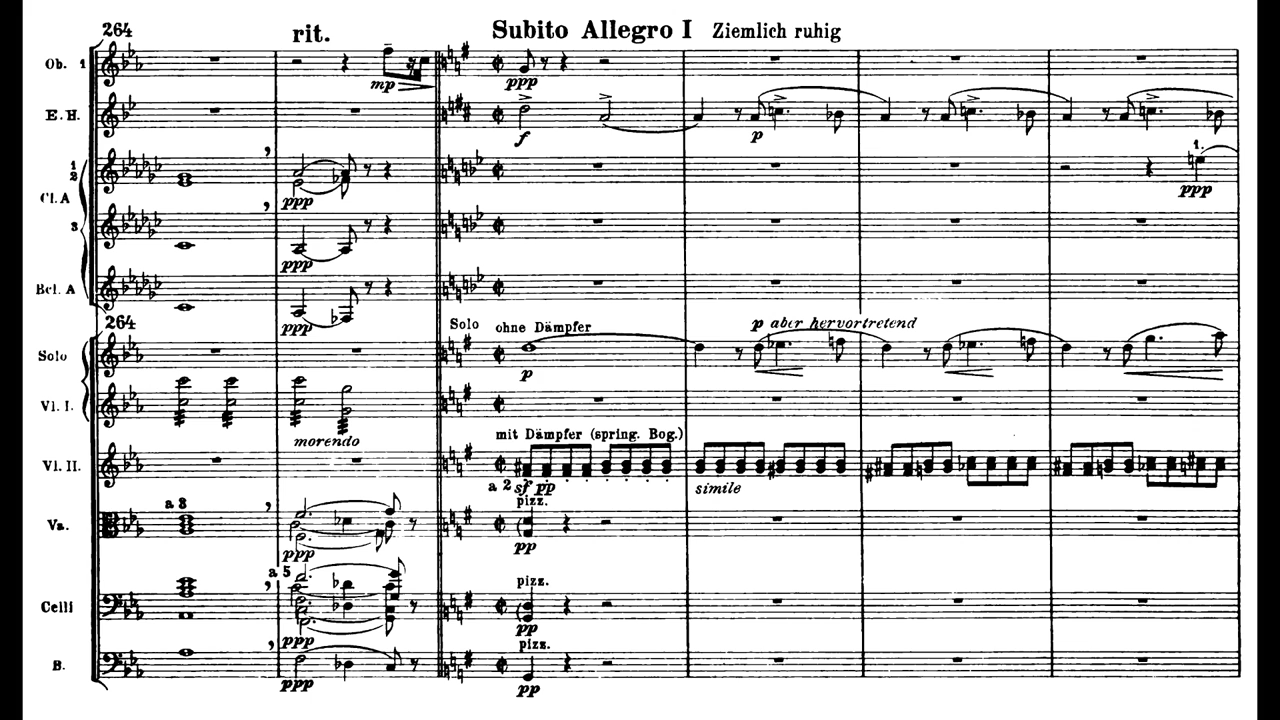 264 rit. Subito Allegro I Ziemlich ruhig
Ob. 1
mp ppp
E. H.
f p
1.
1
2
ppp ppp
Cl. A
3
ppp
Bcl. A
ppp
264 Solo ohne Dämpfer p aber hervortretend
Solo
p
Vl. I.
morendo mit Dämpfer (spring. Bog.)
Vl. II.
a 2 sf pp simile
a 3 pizz.
Va.
ppp pp
a 5 pizz.
Celli
ppp pp
pizz.
B.
ppp pp